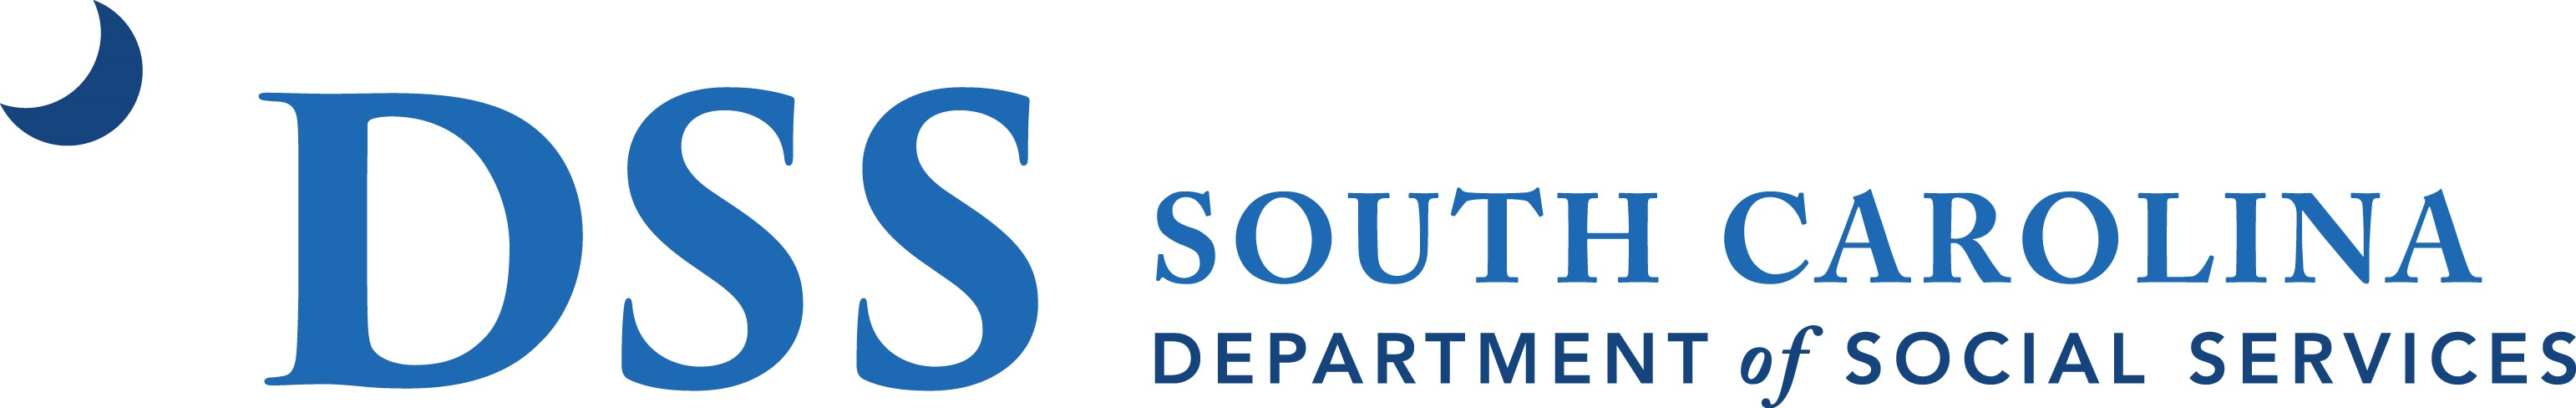 DSS
SOUTH CAROLINA
DEPARTMENT of SOCIAL SERVICES